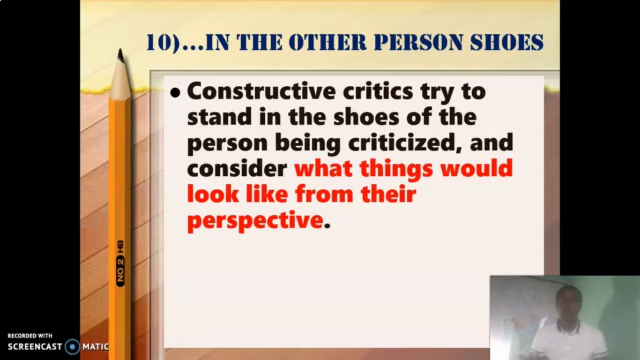 10)...IN THE OTHER PERSON SHOES
• Constructive critics try to
stand in the shoes of the
person being criticized, and
consider what things would
look like from their
perspective.
NO 2 HB
RECORDED WITH
SCREENCAST MATIC